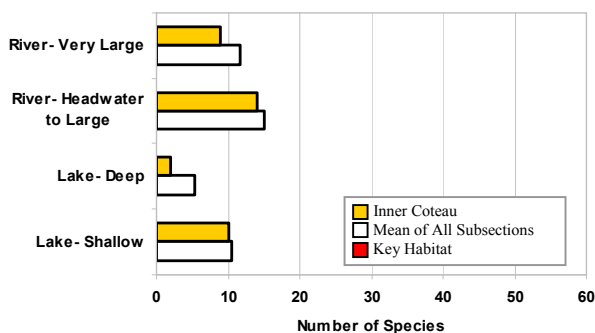 River- Very Large
River- Headwater
to Large
Lake- Deep
Lake- Shallow
Inner Coteau
Mean of All Subsections
Key Habitat
0 10 20 30 40 50 60
Number of Species